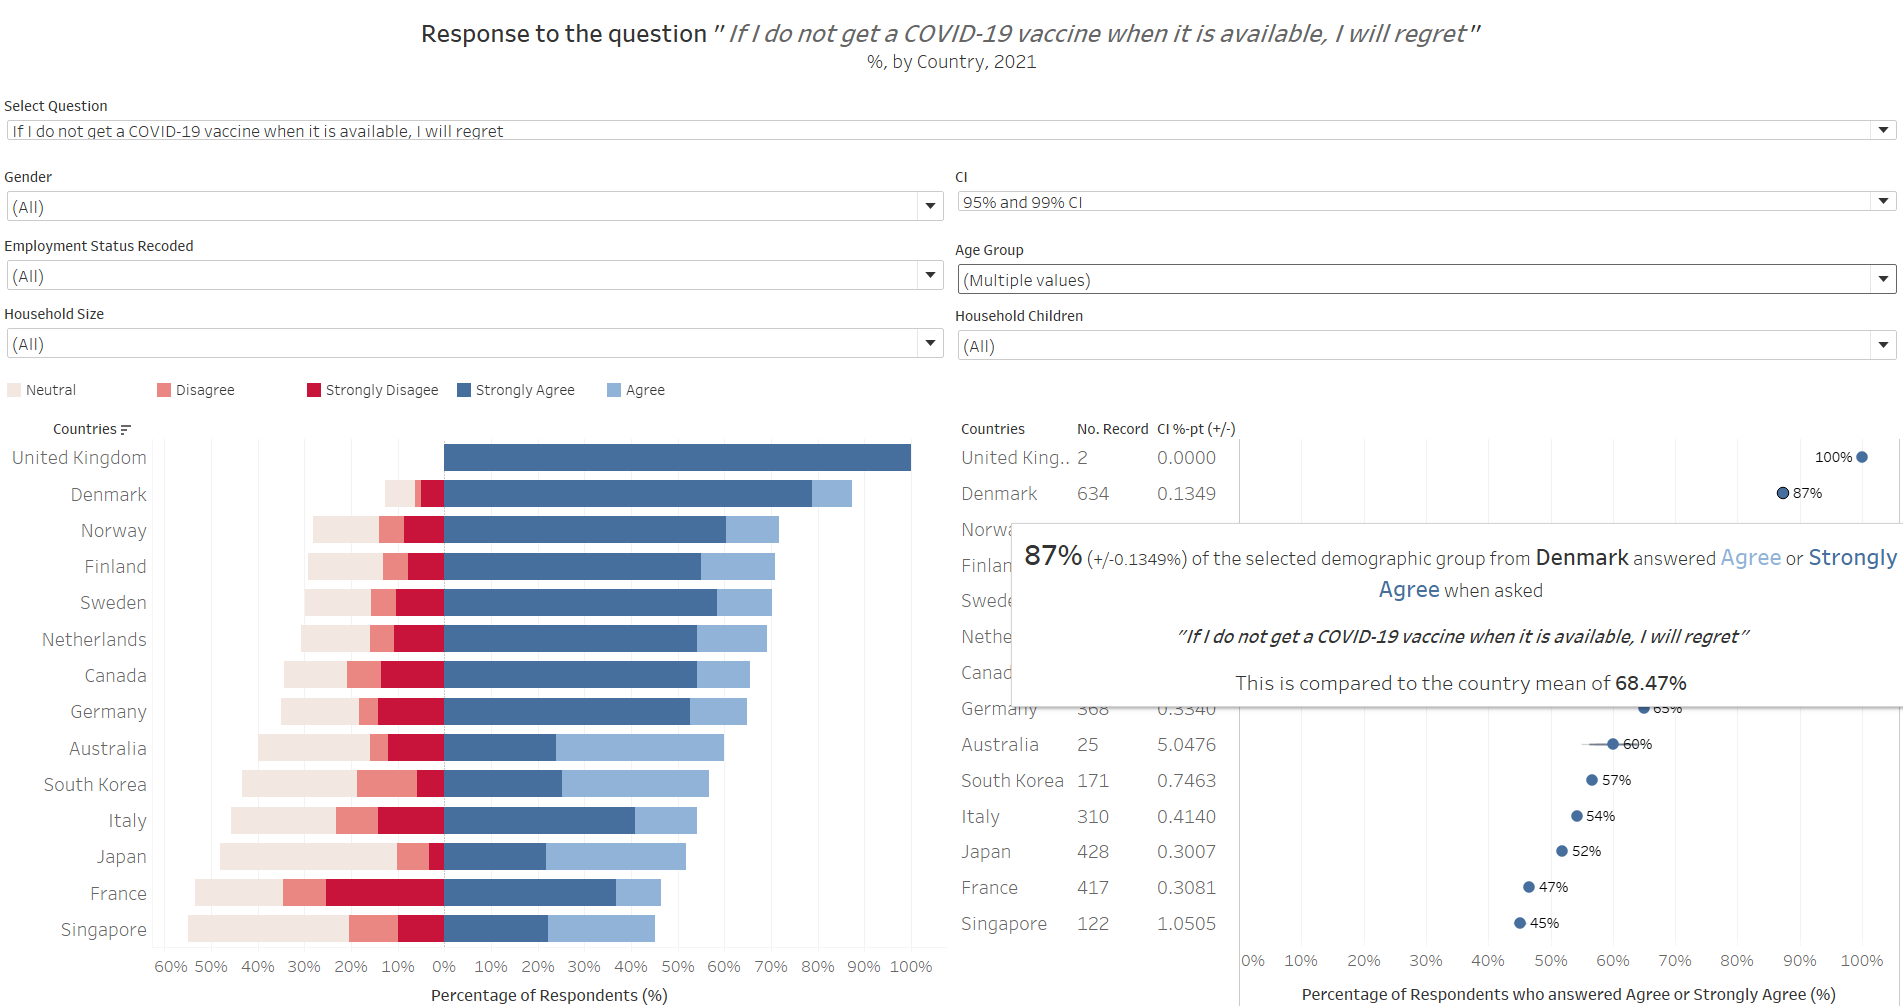 Response to the question " If I do not get a COVID-19 vaccine when it is available, I will regret"
%, by Country, 2021
Select Question
If I do not get a COVID-19 vaccine when it is available, I will regret
Gender
CI
(All)
95% and 99% CI
Employment Status Recoded
Age Group
(All)
(Multiple values)
Household Size
Household Children
(All)
(All)
Neutral Disagree Strongly Disagee Strongly Agree Agree
Countries
United Kingdom
Denmark
Norway
Finland
Sweden
Netherlands
Canada
Germany
Australia
South Korea
Italy
Japan
France
Singapore
60% 50% 40% 30% 20% 10% 0% 10% 20% 30% 40% 50% 60% 70% 80% 90% 100%
Percentage of Respondents (%)
Countries No. Record CI %-pt (+/-)
United King.. 2 0.0000 100%
Denmark 634 0.1349 87%
87% (+/-0.1349%) of the selected demographic group from Denmark answered Agree or Strongly
Agree when asked
"If I do not get a COVID-19 vaccine when it is available, I will regret"
This is compared to the country mean of 68.47%
Germany 368 0.3340 65%
Australia 25 5.0476 60%
South Korea 171 0.7463 57%
Italy 310 0.4140 54%
Japan 428 0.3007 52%
France 417 0.3081 47%
Singapore 122 1.0505 45%
0% 10% 20% 30% 40% 50% 60% 70% 80% 90% 100%
Percentage of Respondents who answered Agree or Strongly Agree (%)